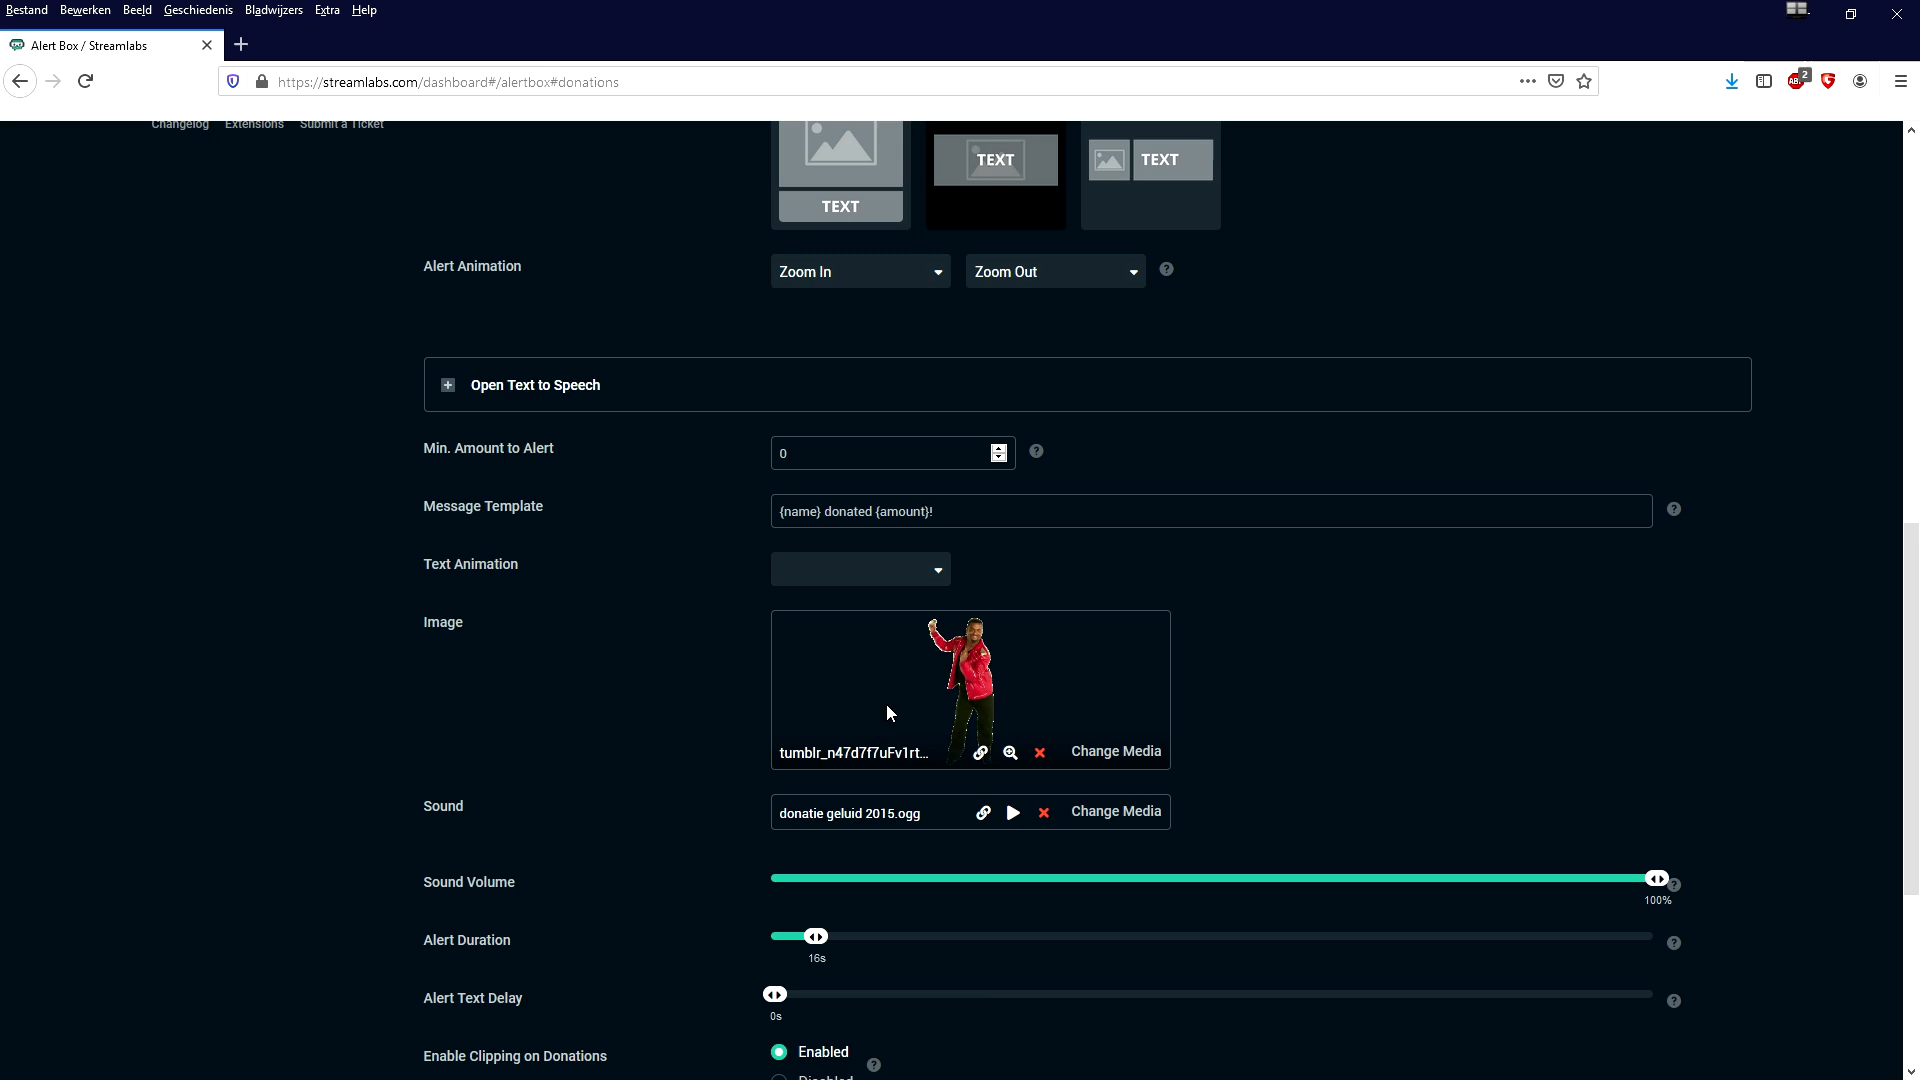 Bestand Bewerken Beeld Geschiedenis Bladwijzers Extra Help
Alert Box / Streamlabs
https://streamlabs.com/dashboard#/alertbox#donations
ABP 2
Changelog Extensions Submit a Ticket
TEXT TEXT
TEXT
Alert Animation Zoom In Zoom Out ?
+ Open Text to Speech
Min. Amount to Alert 0 ?
Message Template {name} donated {amount}! ?
Text Animation
Image
tumblr_n47d7f7uFv1rt... Change Media
Sound donatie geluid 2015.ogg Change Media
Sound Volume ?
100%
Alert Duration ?
16s
Alert Text Delay ?
0s
Enable Clipping on Donations Enabled ?
Disabled